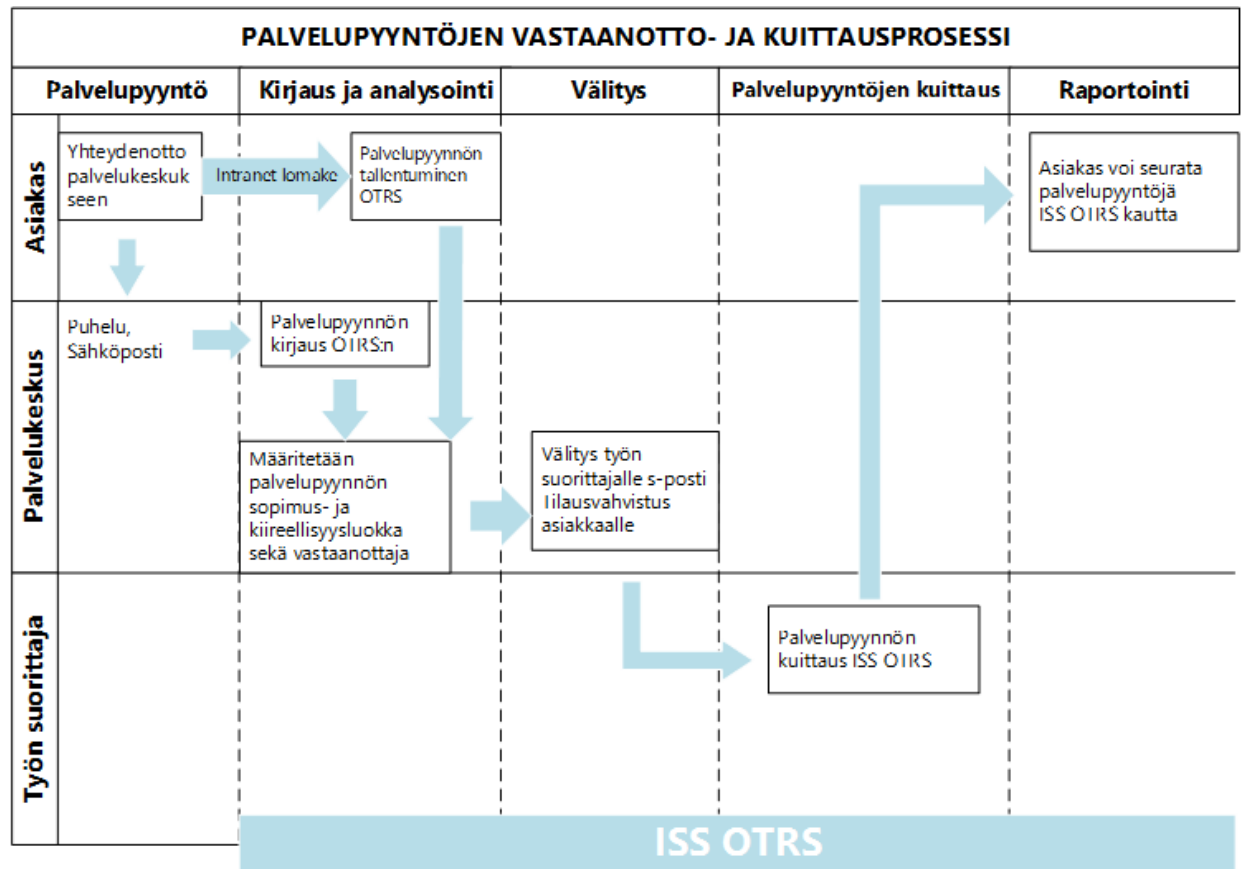 PALVELUPYYNTÖJEN VASTAANOTTO- JA KUITTAUSPROSESSI
Palvelupyyntö
Kirjaus ja analysointi
Välitys
Palvelupyyntöjen kuittaus
Raportointi
Asiakas
Yhteydenotto
palvelukeskuk
seen
Intranet lomake
Palvelupyynnön
tallentuminen
OTRS
Asiakas voi seurata
palvelupyyntöjä
ISS OTRS kautta
Palvelukeskus
Puhelu,
Sähköposti
Palvelupyynnön
kirjaus OTRS:n
Määritetään
palvelupyynnön
sopimus- ja
kiireellisyysluokka
sekä vastaanottaja
Välitys työn
suorittajalle s-posti
Tilausvahvistus
asiakkaalle
Työn suorittaja
Palvelupyynnön
kuittaus ISS OTRS
ISS OTRS